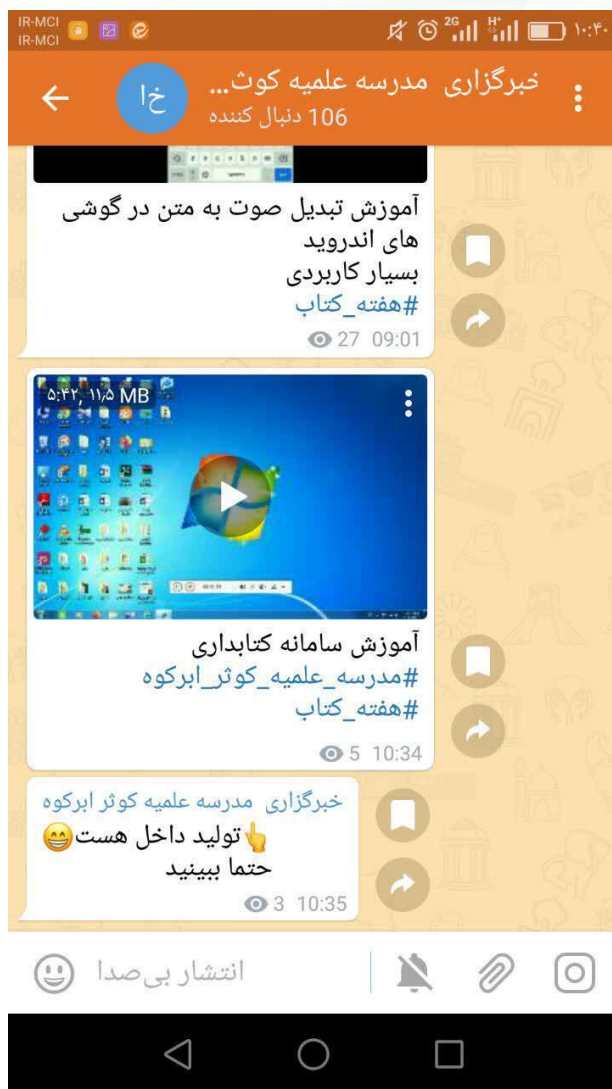 IR-MCI
IR-MCI
2G
H+
۱۰:۴۰
خبرگزاری مدرسه علمیه کوث...
106 دنبال کننده
خ‌ا
آموزش تبدیل صوت به متن در گوشی
های اندروید
بسیار کاربردی
#هفته_کتاب
27 09:01
۵:۴۲, ۱۱٫۵ MB
آموزش سامانه کتابداری
#مدرسه_علمیه_کوثر_ابرکوه
#هفته_کتاب
5 10:34
خبرگزاری مدرسه علمیه کوثر ابرکوه
👆تولید داخل هست😁
حتما ببینید
3 10:35
انتشار بی‌صدا